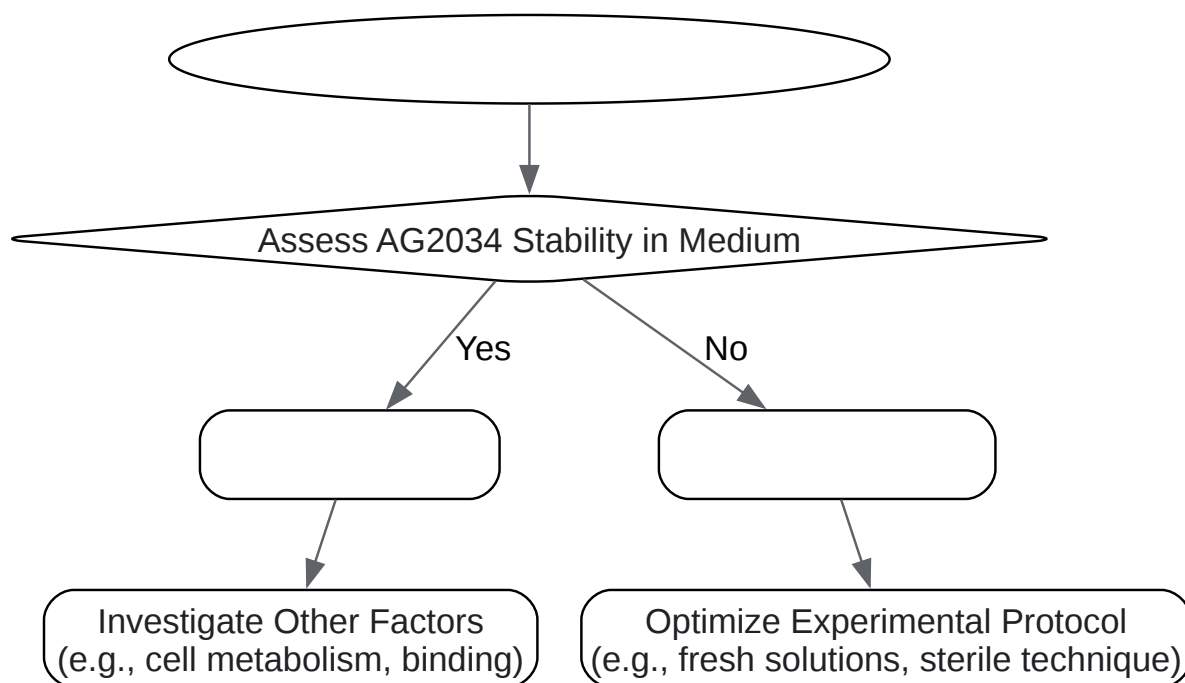 Assess AG2034 Stability in Medium
Yes
No
Investigate Other Factors
(e.g., cell metabolism, binding)
Optimize Experimental Protocol
(e.g., fresh solutions, sterile technique)